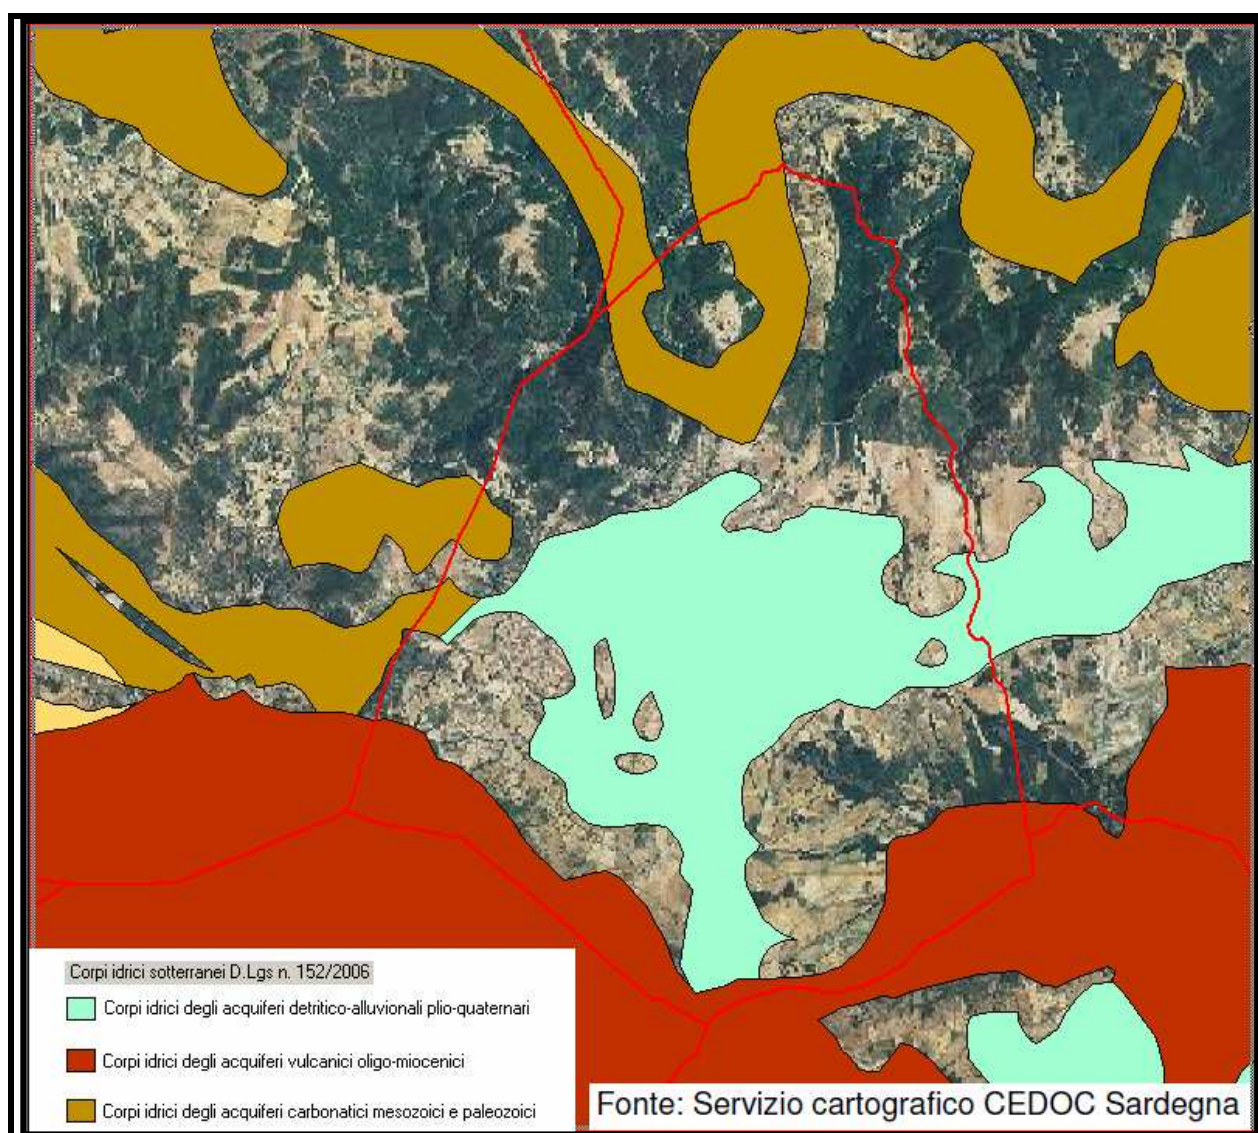 Corpi idrici sotterranei D.Lgs n. 152/2006
Corpi idrici degli acquiferi detritico-alluvionali plio-quaternari
Corpi idrici degli acquiferi vulcanici oligo-miocenici
Corpi idrici degli acquiferi carbonatici mesozoici e paleozoici
Fonte: Servizio cartografico CEDOC Sardegna